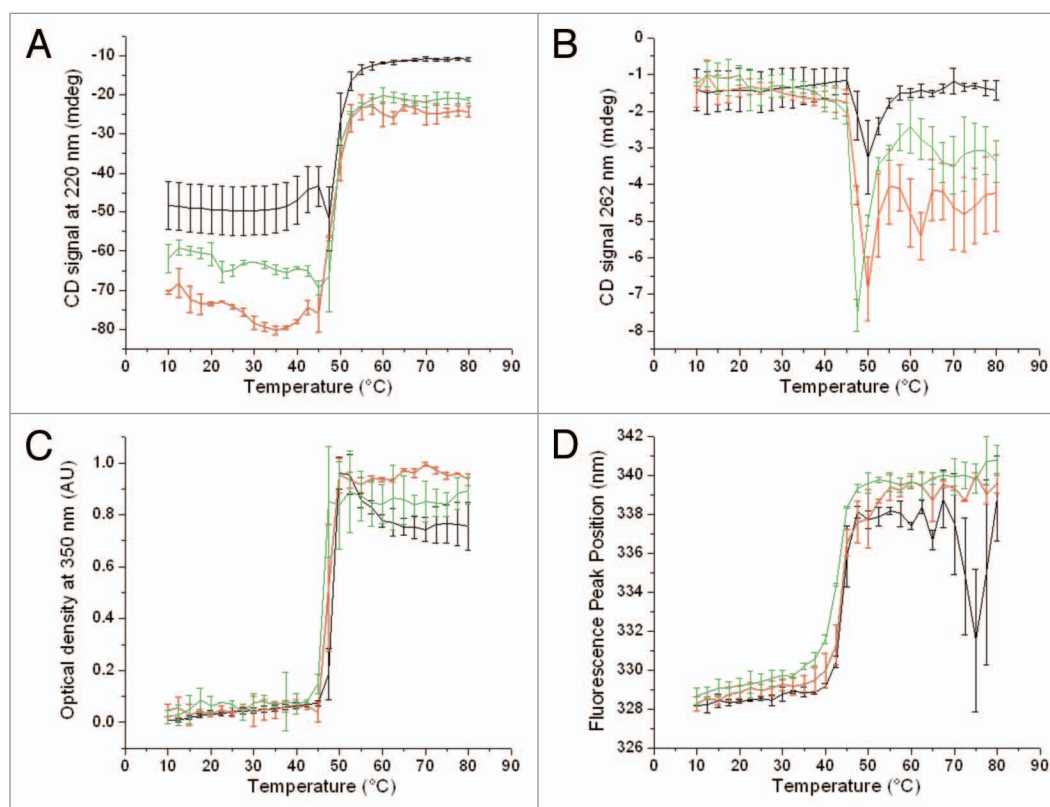 A
CD signal at 220 nm (mdeg)
-10
-20
-30
-40
-50
-60
-70
-80
0 10 20 30 40 50 60 70 80 90
Temperature (°C)
B
CD signal 262 nm (mdeg)
0
-1
-2
-3
-4
-5
-6
-7
-8
0 10 20 30 40 50 60 70 80 90
Temperature (°C)
C
Optical density at 350 nm (AU)
1.0
0.8
0.6
0.4
0.2
0.0
0 10 20 30 40 50 60 70 80 90
Temperature (°C)
D
Fluorescence Peak Position (nm)
342
340
338
336
334
332
330
328
326
0 10 20 30 40 50 60 70 80 90
Temperature (°C)